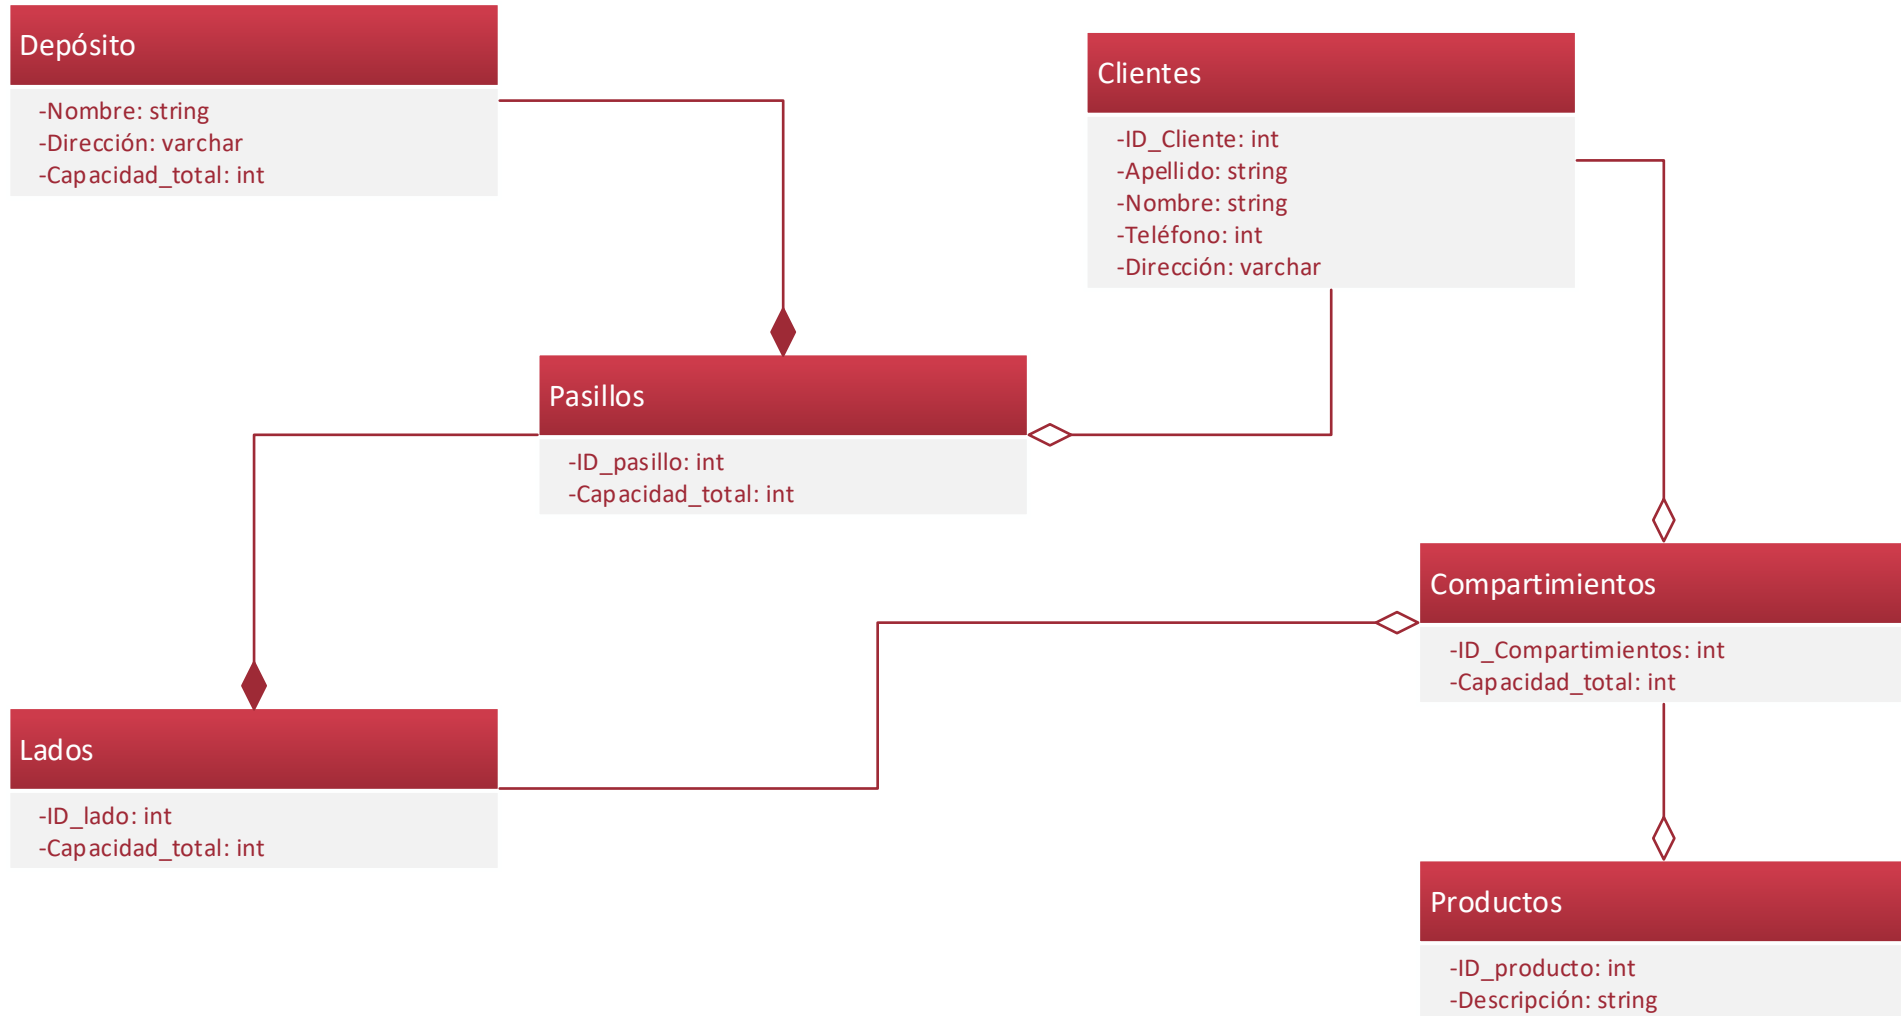 Depósito
-Nombre: string
-Dirección: varchar
-Capacidad_total: int
Clientes
-ID_Cliente: int
-Apellido: string
-Nombre: string
-Teléfono: int
-Dirección: varchar
Pasillos
-ID_pasillo: int
-Capacidad_total: int
Compartimientos
-ID_Compartimientos: int
-Capacidad_total: int
Lados
-ID_lado: int
-Capacidad_total: int
Productos
-ID_producto: int
-Descripción: string